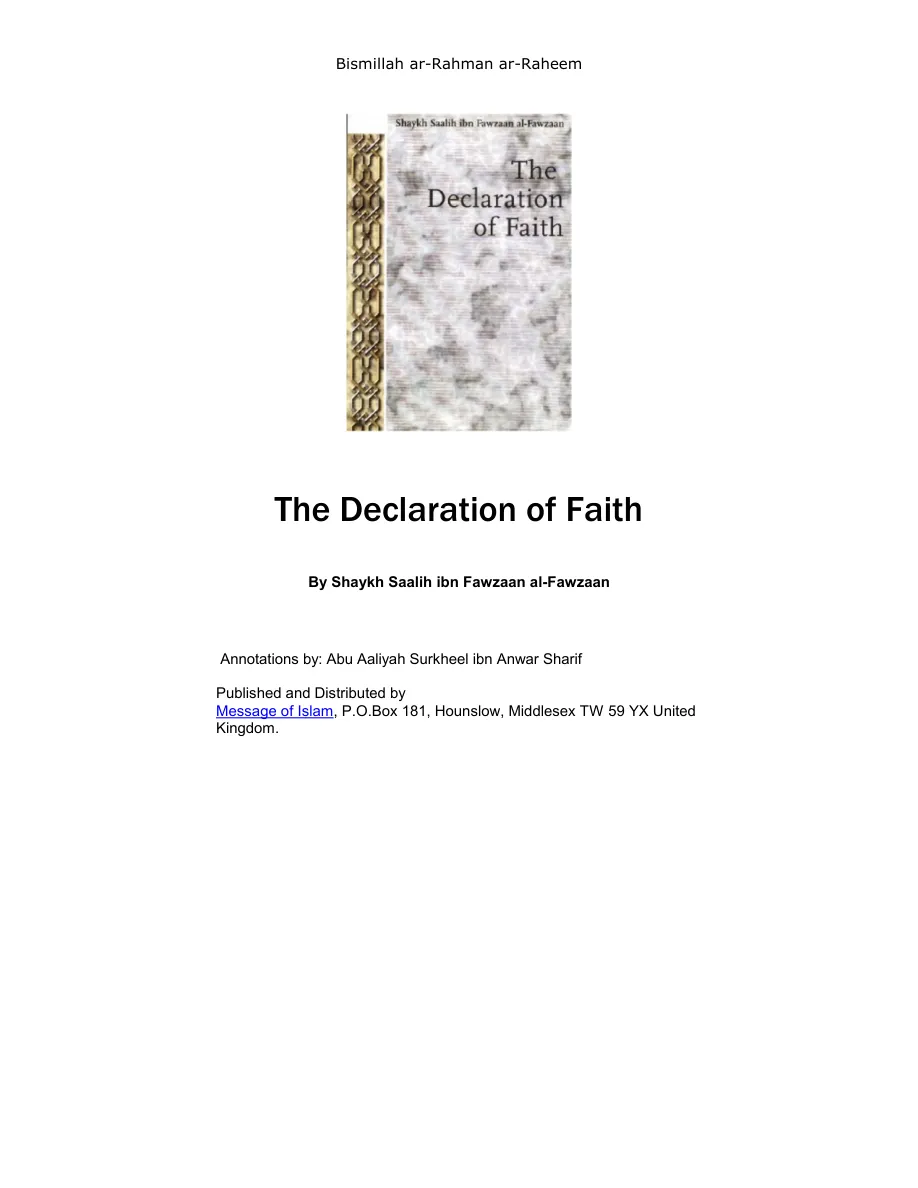 Bismillah ar-Rahman ar-Raheem
Shaykh Saalih ibn Fawzaan al-Fawzaan
The
Declaration
of Faith
The Declaration of Faith
By Shaykh Saalih ibn Fawzaan al-Fawzaan
Annotations by: Abu Aaliyah Surkheel ibn Anwar Sharif
Published and Distributed by
Message of Islam, P.O.Box 181, Hounslow, Middlesex TW 59 YX United
Kingdom.